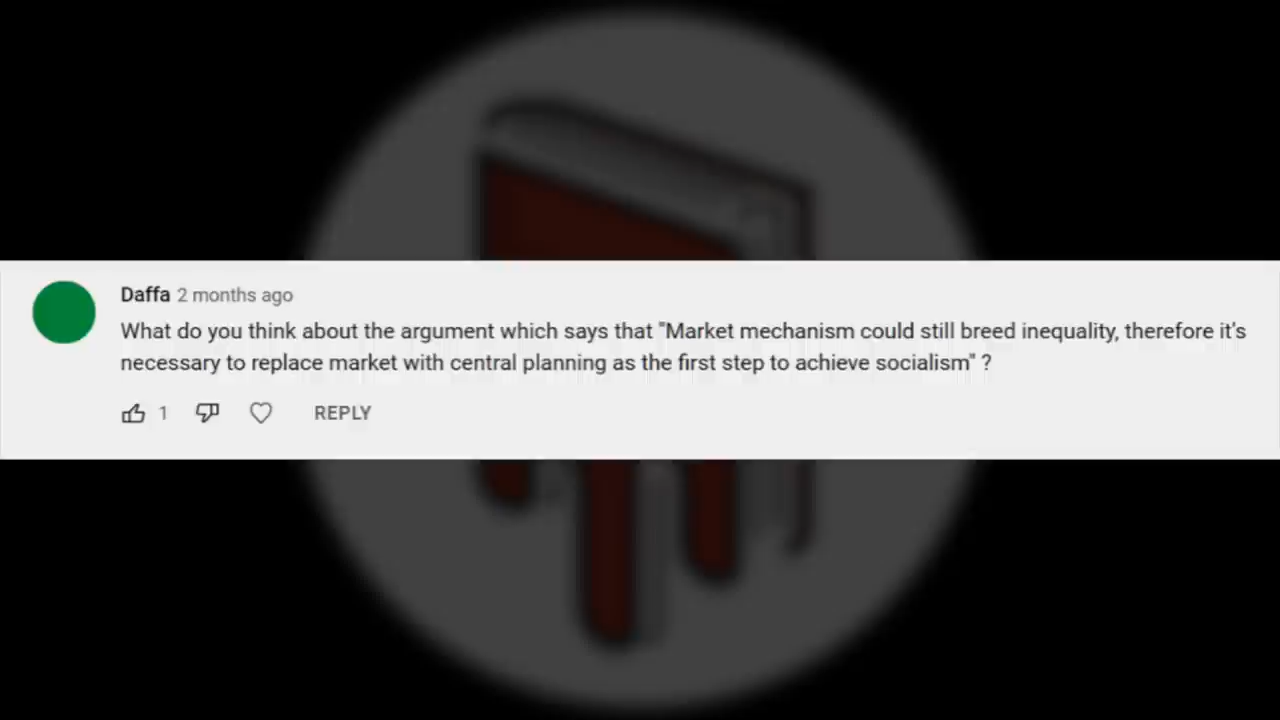 Daffa 2 months ago
What do you think about the argument which says that "Market mechanism could still breed inequality, therefore it's
necessary to replace market with central planning as the first step to achieve socialism" ?
1 REPLY